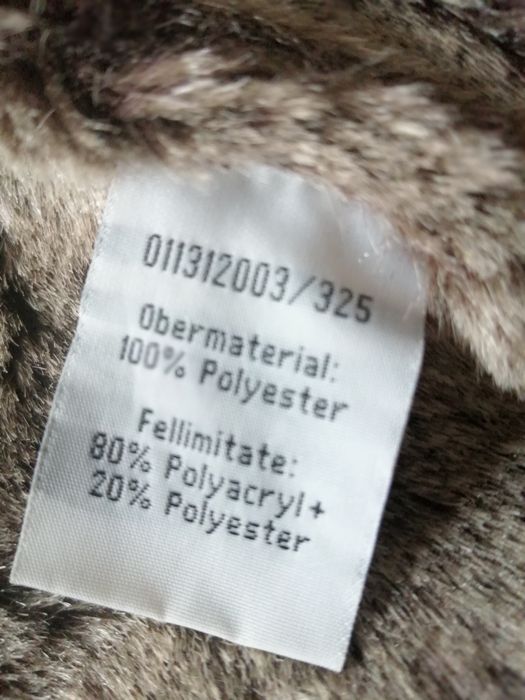 011312003/325
Obermaterial:
100% Polyester
Fellimitate:
80% Polyacryl+
20% Polyester